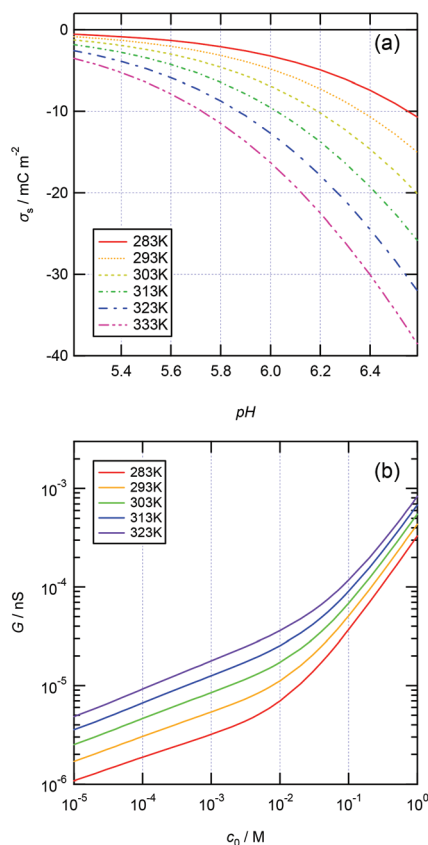 (a)
0
-10
-20
-30
-40
σs / mC m⁻²
283K
293K
303K
313K
323K
333K
5.4 5.6 5.8 6.0 6.2 6.4
pH
(b)
10⁻³
10⁻⁴
10⁻⁵
10⁻⁶
G / nS
283K
293K
303K
313K
323K
10⁻⁵ 10⁻⁴ 10⁻³ 10⁻² 10⁻¹ 10⁰
c₀ / M